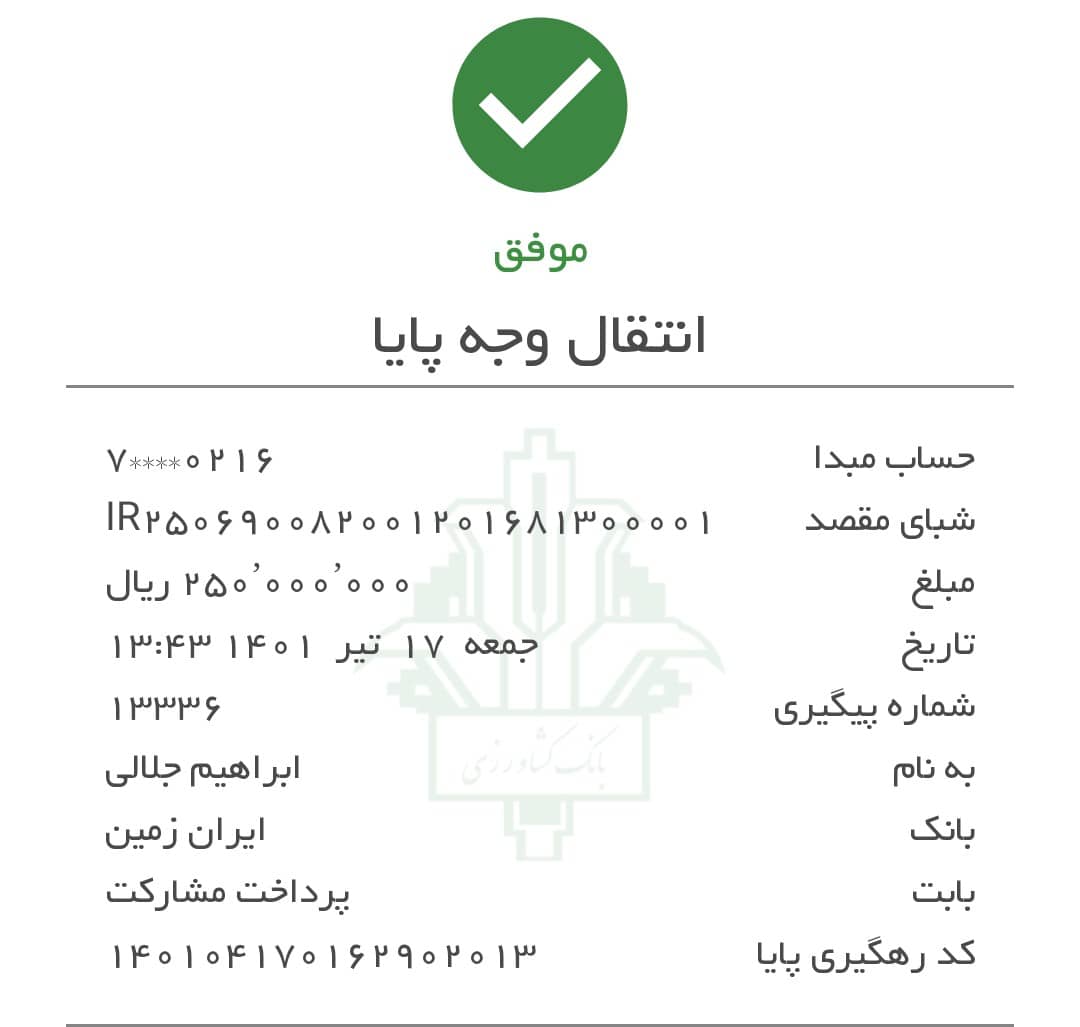 موفق
انتقال وجه پایا
حساب مبدا ۷****۰۲۱۶
شبای مقصد IR۲۵۰۶۹۰۰۸۲۰۰۱۲۰۱۶۸۱۳۰۰۰۰۱
مبلغ ۲۵۰٬۰۰۰٬۰۰۰ ریال
تاریخ جمعه ۱۷ تیر ۱۴۰۱ ۱۳:۴۳
شماره پیگیری ۱۳۳۳۶
بانک کشاورزی
به نام ابراهیم جلالی
بانک ایران زمین
بابت پرداخت مشارکت
کد رهگیری پایا ۱۴۰۱۰۴۱۷۰۱۶۲۹۰۲۰۱۳